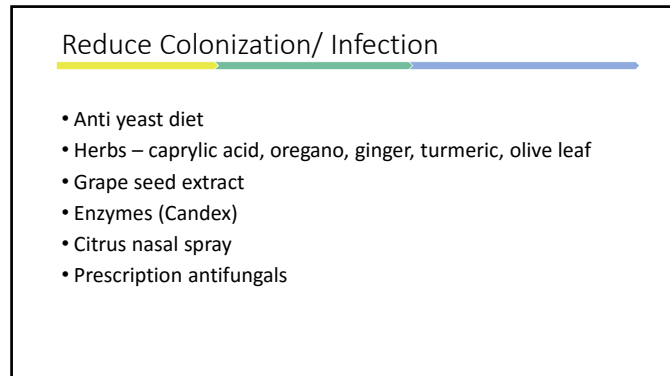 Reduce Colonization/ Infection
• Anti yeast diet
• Herbs – caprylic acid, oregano, ginger, turmeric, olive leaf
• Grape seed extract
• Enzymes (Candex)
• Citrus nasal spray
• Prescription antifungals